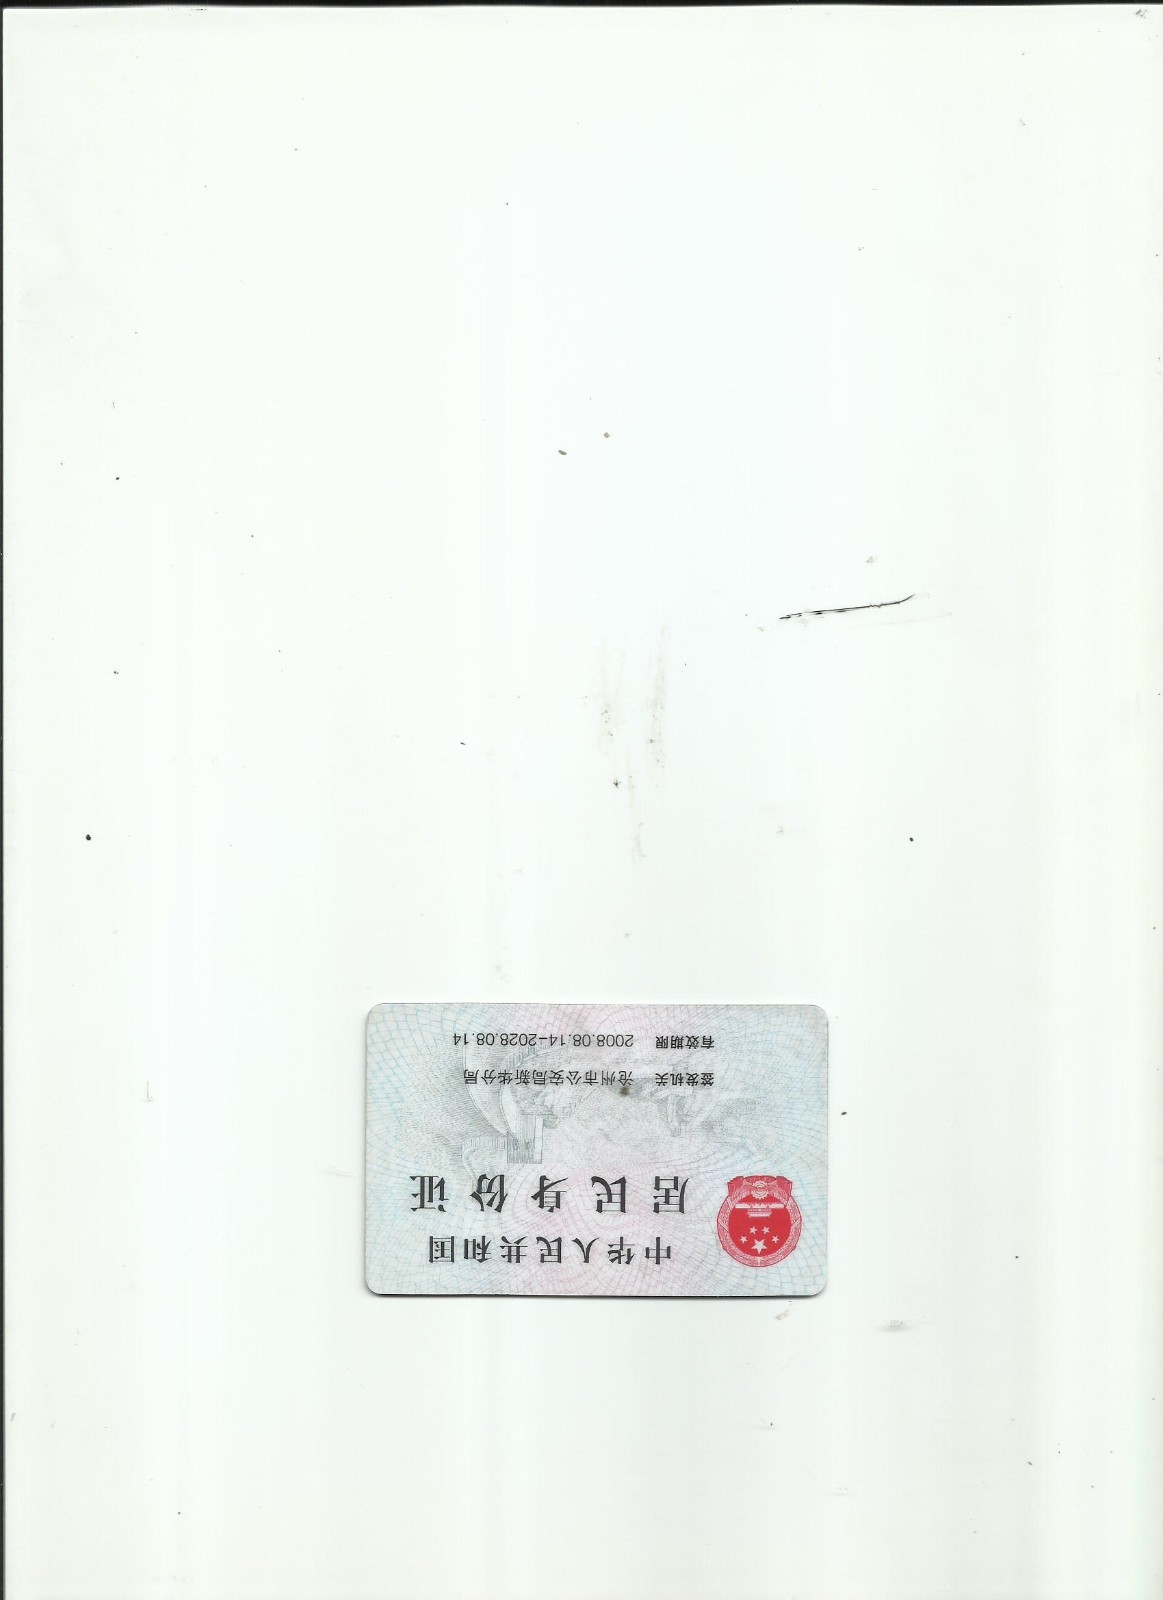 中华人民共和国
居民身份证
签发机关 沧州市公安局新华分局
有效期限 2008.08.14-2028.08.14